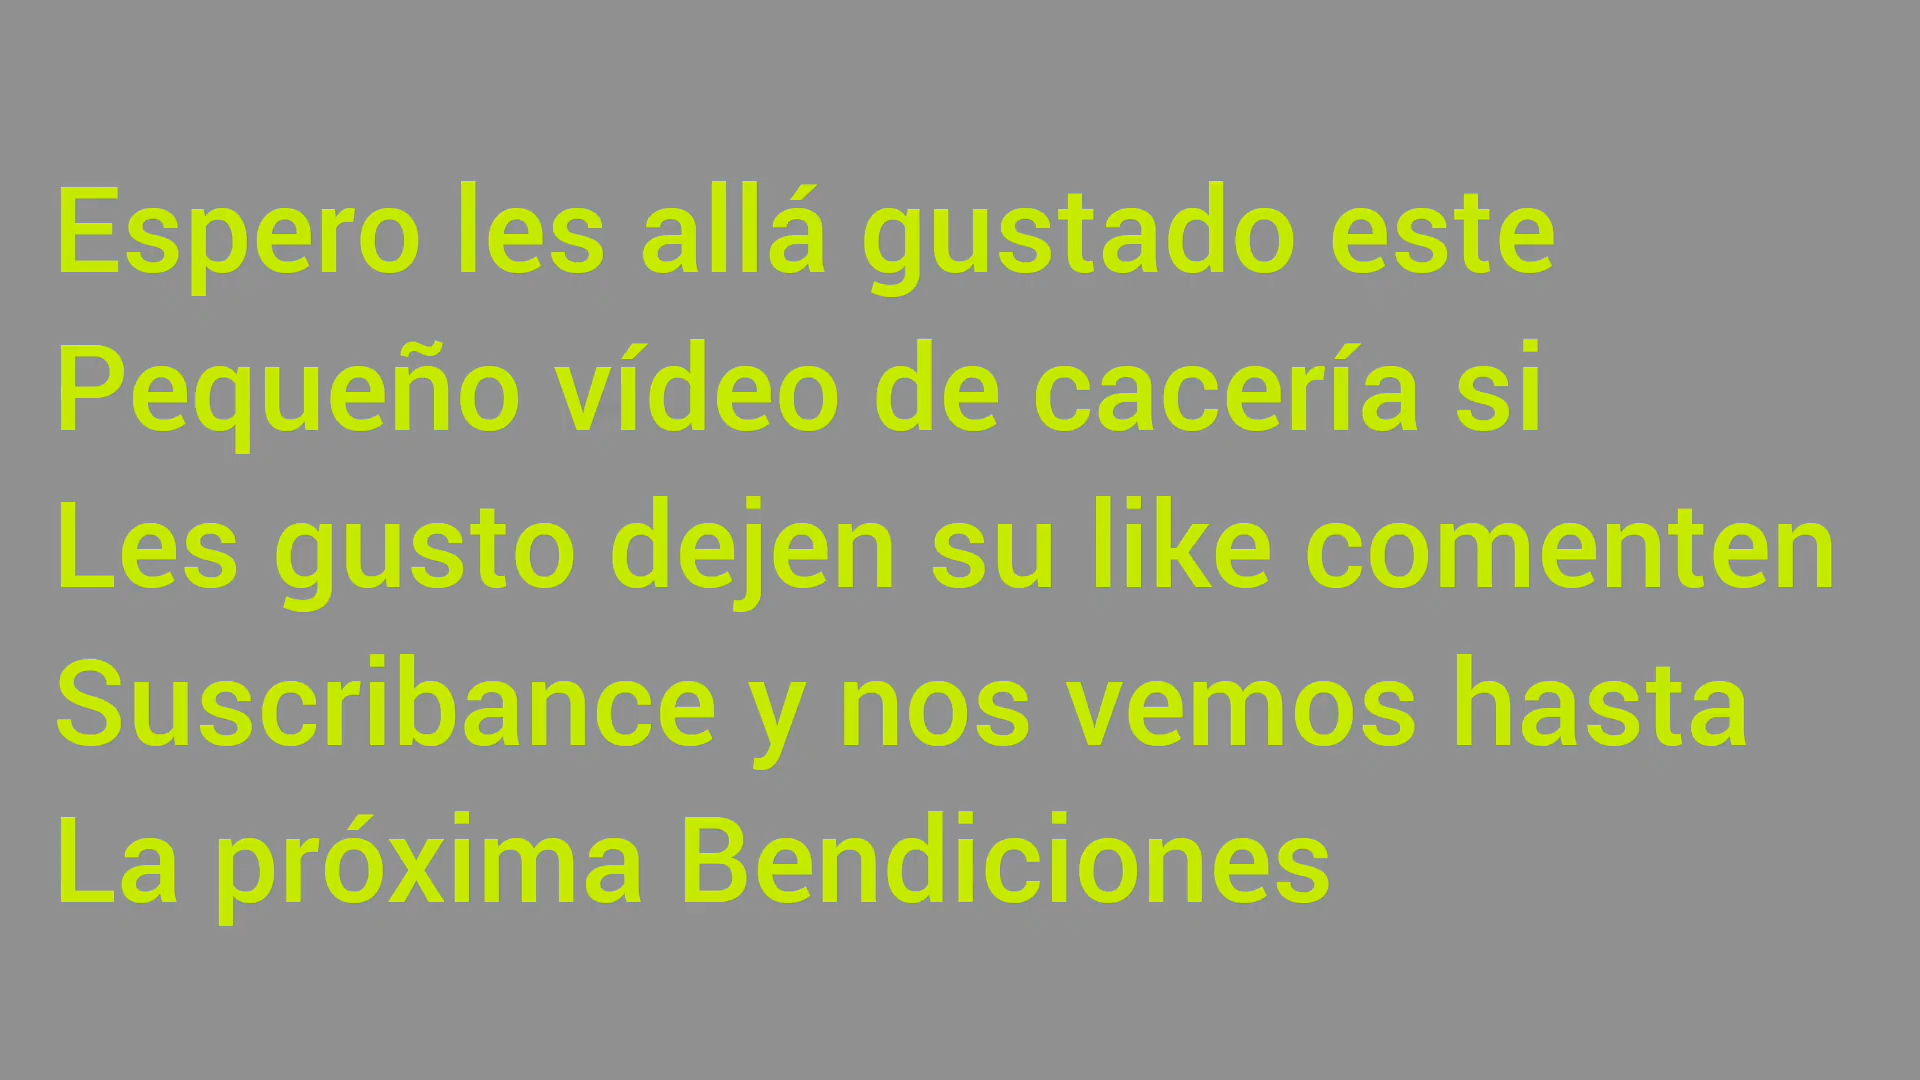 Espero les allá gustado este
Pequeño vídeo de cacería si
Les gusto dejen su like comenten
Suscribance y nos vemos hasta
La próxima Bendiciones